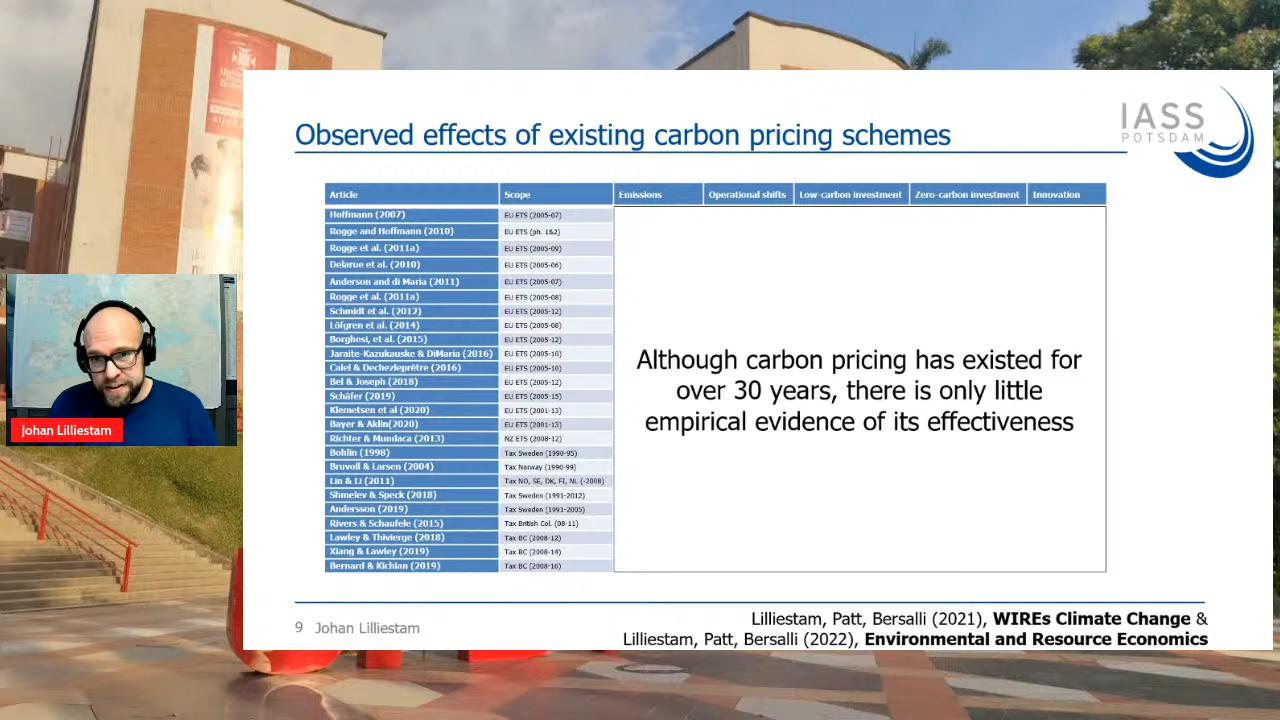 IASS
POTSDAM
Observed effects of existing carbon pricing schemes
Article Scope Emissions Operational shifts Low-carbon investment Zero-carbon investment Innovation
Hoffmann (2007) EU ETS (2005-07)
Rogge and Hoffmann (2010) EU ETS (ph. 1&2)
Rogge et al. (2011a) EU ETS (2005-09)
Delarue et al. (2010) EU ETS (2005-06)
Anderson and di Maria (2011) EU ETS (2005-07)
Rogge et al. (2011a) EU ETS (2005-08)
Schmidt et al. (2012) EU ETS (2005-12)
Löfgren et al. (2014) EU ETS (2005-08)
Borghesi, et al. (2015) EU ETS (2005-12)
Jaraite-Kazukauske & DiMaria (2016) EU ETS (2005-10)
Calel & Dechezleprêtre (2016) EU ETS (2005-10)
Bel & Joseph (2018) EU ETS (2005-12)
Schäfer (2019) EU ETS (2005-15)
Klemetsen et al (2020) EU ETS (2001-13)
Bayer & Aklin(2020) EU ETS (2001-13)
Richter & Mundaca (2013) NZ ETS (2008-12)
Bohlin (1998) Tax Sweden (1990-95)
Bruvoll & Larsen (2004) Tax Norway (1990-99)
Lin & Li (2011) Tax NO, SE, DK, FI, NL (-2008)
Shmelev & Speck (2018) Tax Sweden (1991-2012)
Andersson (2019) Tax Sweden (1991-2005)
Rivers & Schaufele (2015) Tax British Col. (08-11)
Lawley & Thivierge (2018) Tax BC (2008-12)
Xiang & Lawley (2019) Tax BC (2008-14)
Bernard & Kichian (2019) Tax BC (2008-16)
Although carbon pricing has existed for
over 30 years, there is only little
empirical evidence of its effectiveness
Johan Lilliestam
9 Johan Lilliestam
Lilliestam, Patt, Bersalli (2021), WIREs Climate Change &
Lilliestam, Patt, Bersalli (2022), Environmental and Resource Economics